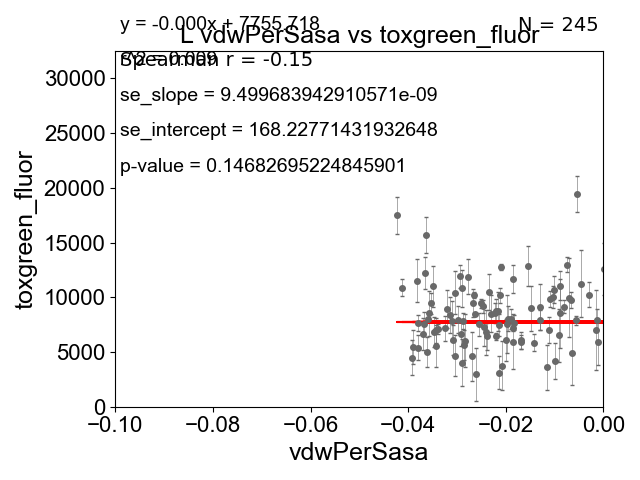 y = -0.000x + 7755.718
N = 245
L vdwPerSasa vs toxgreen_fluor
r^2 = 0.009
Spearman r = -0.15
se_slope = 9.499683942910571e-09
se_intercept = 168.22771431932648
p-value = 0.14682695224845901
30000
25000
20000
15000
10000
5000
0
toxgreen_fluor
−0.10
−0.08
−0.06
−0.04
−0.02
0.00
vdwPerSasa